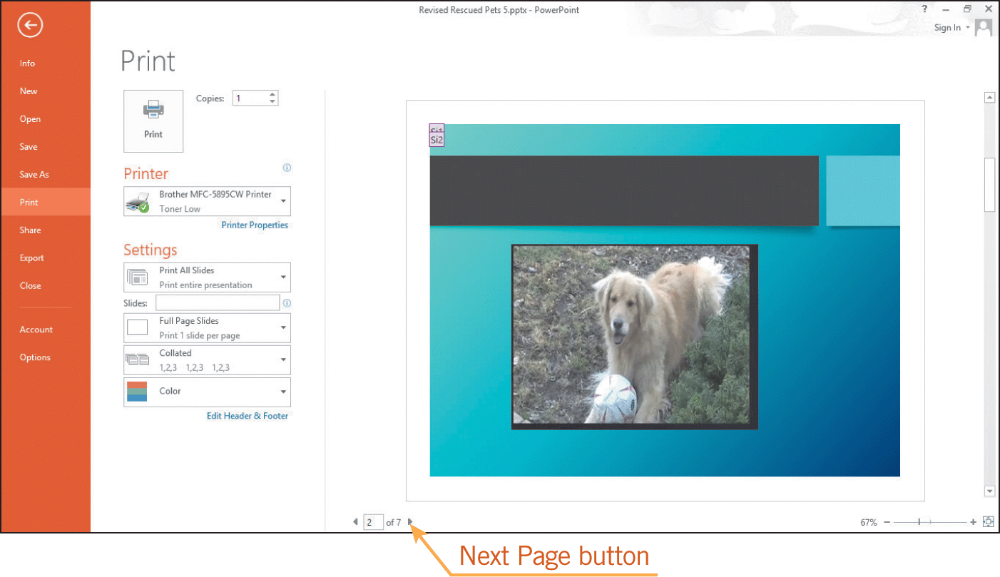 Revised Rescued Pets 5.pptx - PowerPoint
?
Sign In
Info
New
Open
Save
Save As
Print
Share
Export
Close
Account
Options
Print
Print
Copies: 1
Printer
Brother MFC-5895CW Printer
Toner Low
Printer Properties
Settings
Print All Slides
Print entire presentation
Slides:
Full Page Slides
Print 1 slide per page
Collated
1,2,3 1,2,3 1,2,3
Color
Edit Header & Footer
Si1
Si2
2 of 7
67%
Next Page button